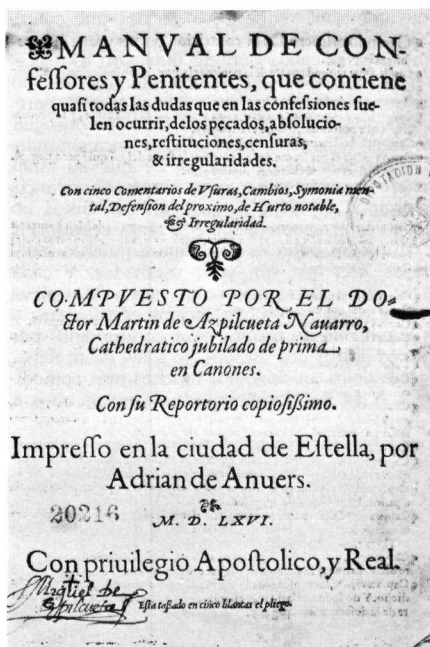 MANVAL DE CON-
feſſores y Penitentes, que contiene
quaſi todas las dudas que en las confeſsiones ſue-
len ocurrir, delos pecados, abſolucio-
nes, reſtituciones, cenſuras,
& irregularidades.
Con cinco Comentarios de Vſuras, Cambios, Symonia men-
tal, Defenſion del proximo, de Hurto notable,
& Irregularidad.
COMPVESTO POR EL DO-
ctor Martin de Azpilcueta Nauarro,
Cathedratico jubilado de prima
en Canones.
Con ſu Reportorio copioſiſsimo.
Impreſſo en la ciudad de Eſtella, por
Adrian de Anuers.
20216
M. D. LXVI.
Con priuilegio Apoſtolico, y Real.
Eſta taſſado en cinco blancas el pliego.